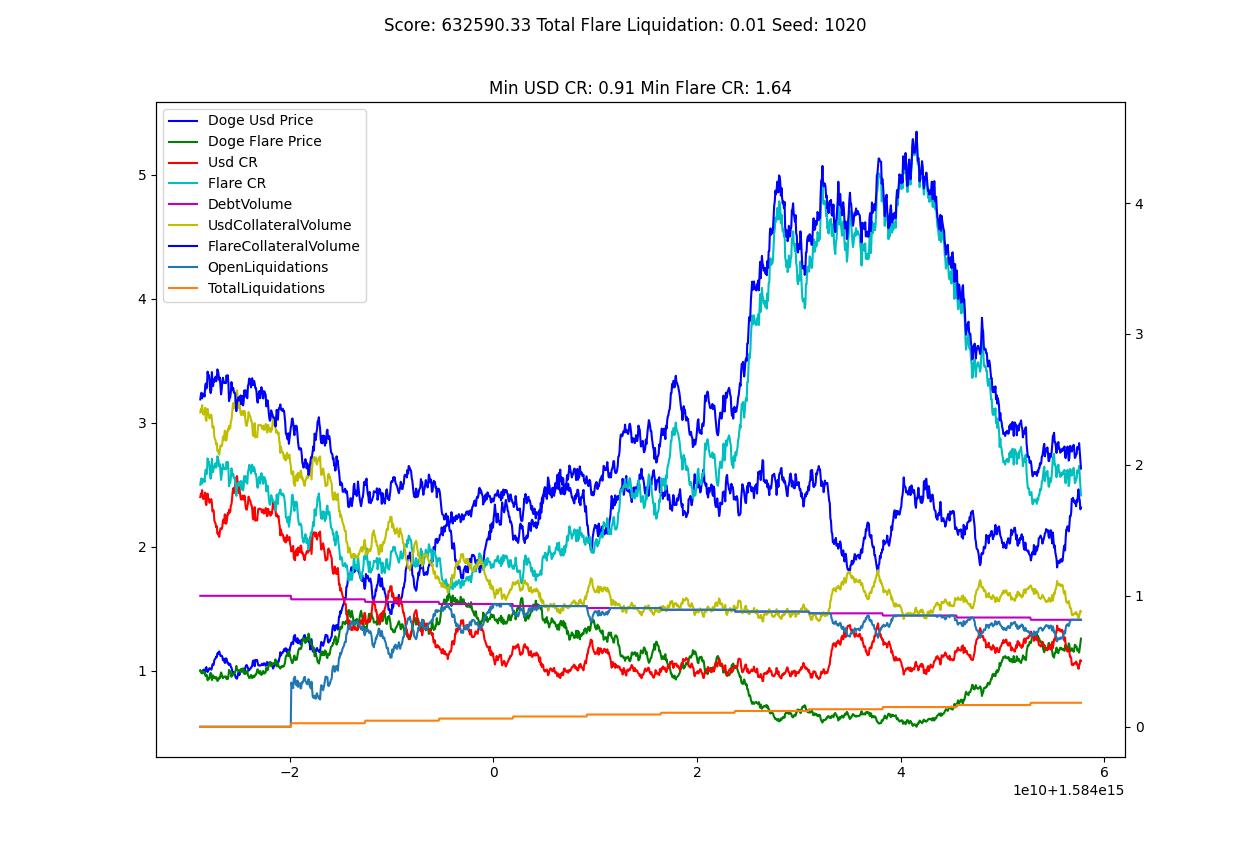 Score: 632590.33 Total Flare Liquidation: 0.01 Seed: 1020
Min USD CR: 0.91 Min Flare CR: 1.64
Doge Usd Price
Doge Flare Price
Usd CR
Flare CR
DebtVolume
UsdCollateralVolume
FlareCollateralVolume
OpenLiquidations
TotalLiquidations
5
4
3
2
1
4
3
2
1
0
−2
0
2
4
6
1e10+1.584e15